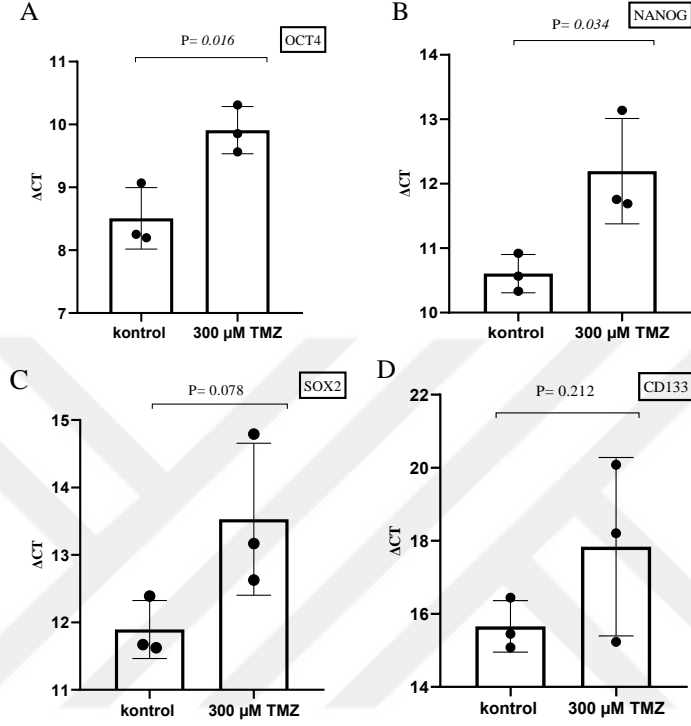 A
P= 0.016
OCT4
11
10
9
8
7
ΔCT
kontrol
300 µM TMZ
B
P= 0.034
NANOG
14
13
12
11
10
ΔCT
kontrol
300 µM TMZ
C
P= 0.078
SOX2
15
14
13
12
11
ΔCT
kontrol
300 µM TMZ
D
P= 0.212
CD133
22
20
18
16
14
ΔCT
kontrol
300 µM TMZ